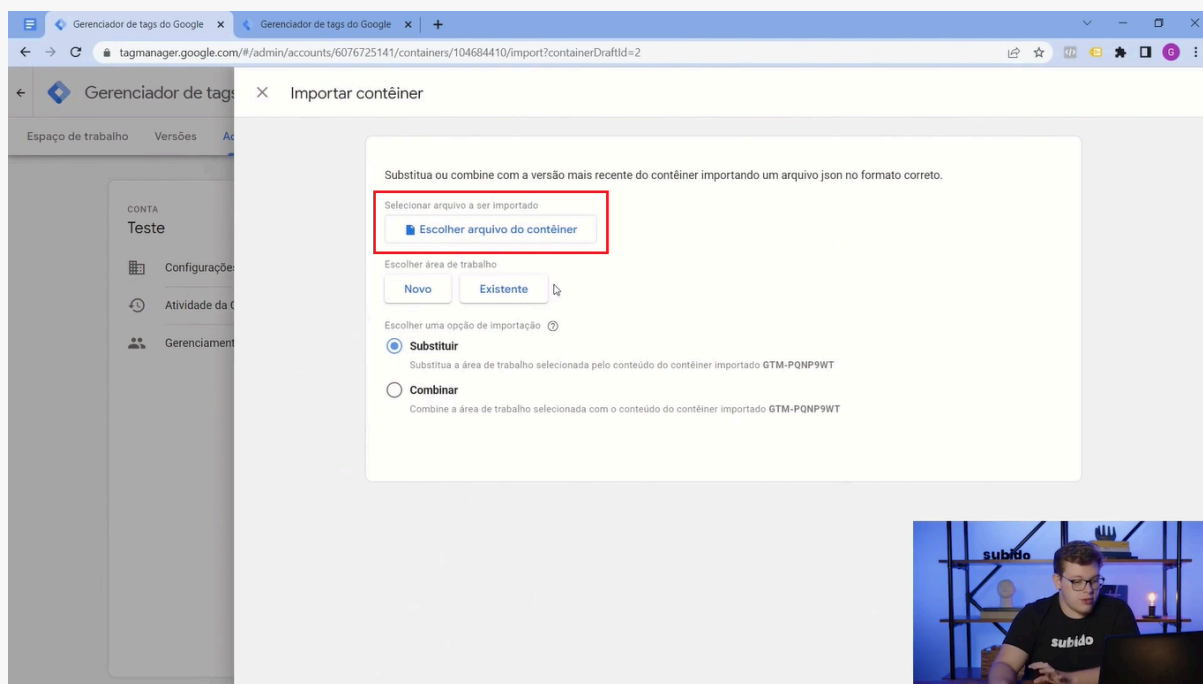 Gerenciador de tags do Google
Gerenciador de tags do Google
tagmanager.google.com/#/admin/accounts/6076725141/containers/104684410/import?containerDraftId=2
G
Gerenciador de tags
Importar contêiner
Espaço de trabalho
Versões
CONTA
Teste
Configurações
Atividade da C
Gerenciament
Substitua ou combine com a versão mais recente do contêiner importando um arquivo json no formato correto.
Selecionar arquivo a ser importado
Escolher arquivo do contêiner
Escolher área de trabalho
Novo
Existente
Escolher uma opção de importação
Substituir
Substitua a área de trabalho selecionada pelo conteúdo do contêiner importado GTM-PQNP9WT
Combinar
Combine a área de trabalho selecionada com o conteúdo do contêiner importado GTM-PQNP9WT
subido
subido